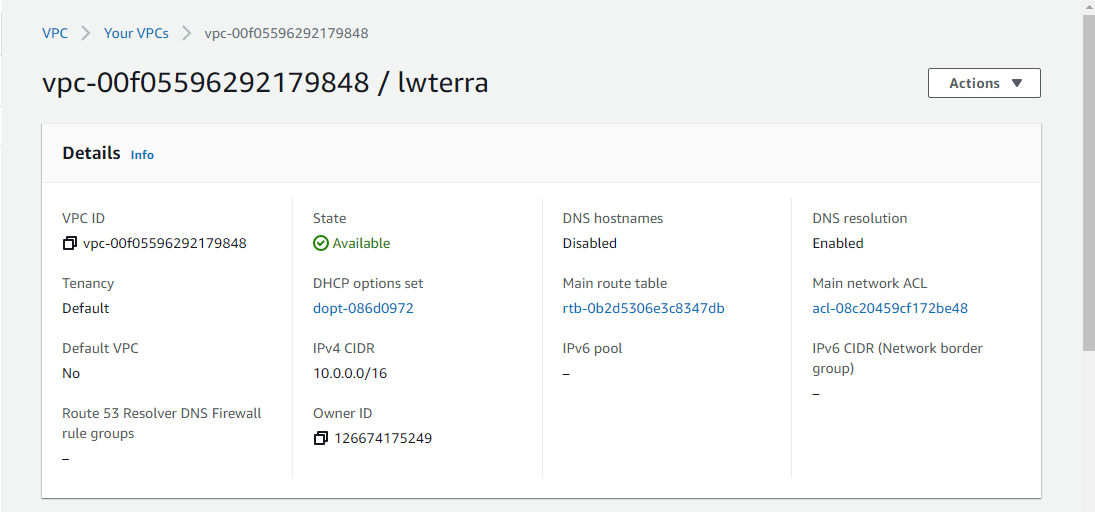 VPC > Your VPCs > vpc-00f05596292179848
vpc-00f05596292179848 / lwterra
Actions
Details Info
VPC ID
vpc-00f05596292179848
State
Available
DNS hostnames
Disabled
DNS resolution
Enabled
Tenancy
Default
DHCP options set
dopt-086d0972
Main route table
rtb-0b2d5306e3c8347db
Main network ACL
acl-08c20459cf172be48
Default VPC
No
IPv4 CIDR
10.0.0.0/16
IPv6 pool
–
IPv6 CIDR (Network border
group)
–
Route 53 Resolver DNS Firewall
rule groups
–
Owner ID
126674175249